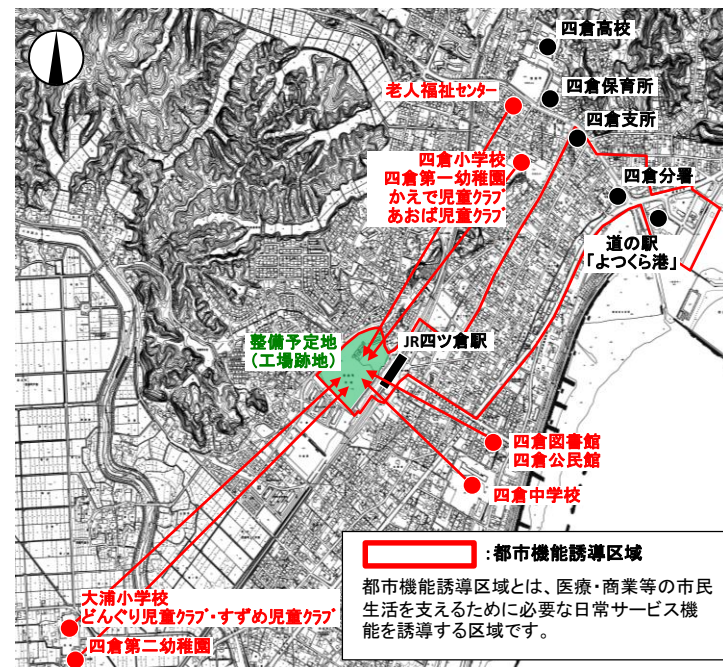 四倉高校
老人福祉センター
四倉保育所
四倉支所
四倉小学校
四倉第一幼稚園
かえで児童クラブ
あおば児童クラブ
四倉分署
道の駅
「よつくら港」
整備予定地
(工場跡地)
JR四ツ倉駅
四倉図書館
四倉公民館
四倉中学校
:都市機能誘導区域
都市機能誘導区域とは、医療・商業等の市民
生活を支えるために必要な日常サービス機
能を誘導する区域です。
大浦小学校
どんぐり児童クラブ・すずめ児童クラブ
四倉第二幼稚園